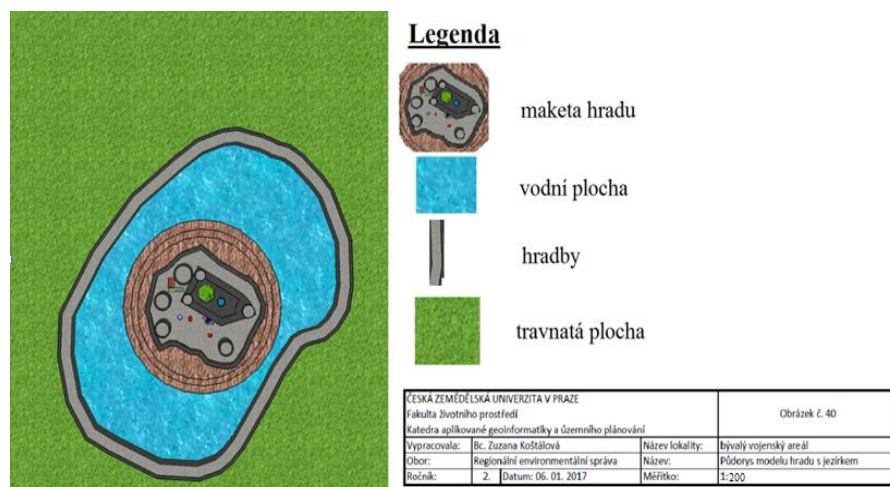 Legenda
maketa hradu
vodní plocha
hradby
travnatá plocha
ČESKÁ ZEMĚDĚLSKÁ UNIVERZITA V PRAZE
Fakulta životního prostředí
Katedra aplikované geoinformatiky a územního plánování
Obrázek č. 40
Vypracovala: Bc. Zuzana Koštálová Název lokality: bývalý vojenský areál
Obor: Regionální environmentální správa Název: Půdorys modelu hradu s jezírkem
Ročník: 2. Datum: 06. 01. 2017 Měřítko: 1:200